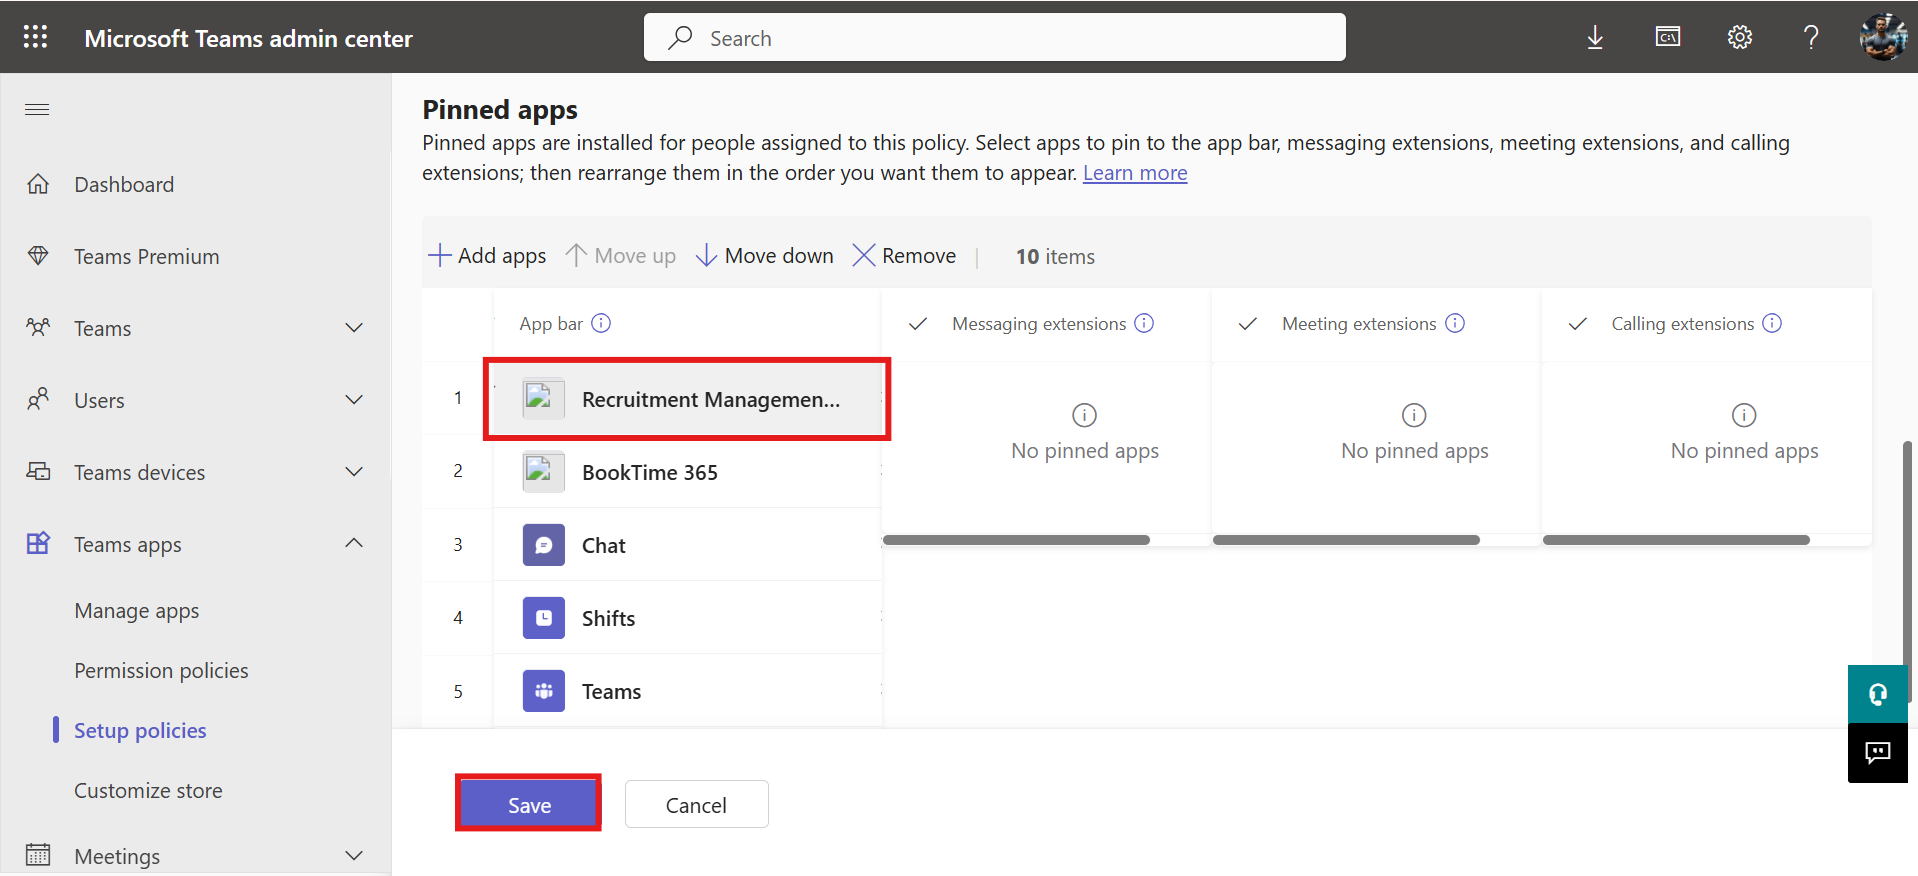 Microsoft Teams admin center
Search
C:\
?
Dashboard
Teams Premium
Teams
Users
Teams devices
Teams apps
Manage apps
Permission policies
Setup policies
Customize store
Meetings
Pinned apps
Pinned apps are installed for people assigned to this policy. Select apps to pin to the app bar, messaging extensions, meeting extensions, and calling
extensions; then rearrange them in the order you want them to appear. Learn more
Add apps Move up Move down Remove | 10 items
App bar Messaging extensions Meeting extensions Calling extensions
1 Recruitment Managemen...
No pinned apps No pinned apps No pinned apps
2 BookTime 365
3 Chat
4 Shifts
5 Teams
Save Cancel